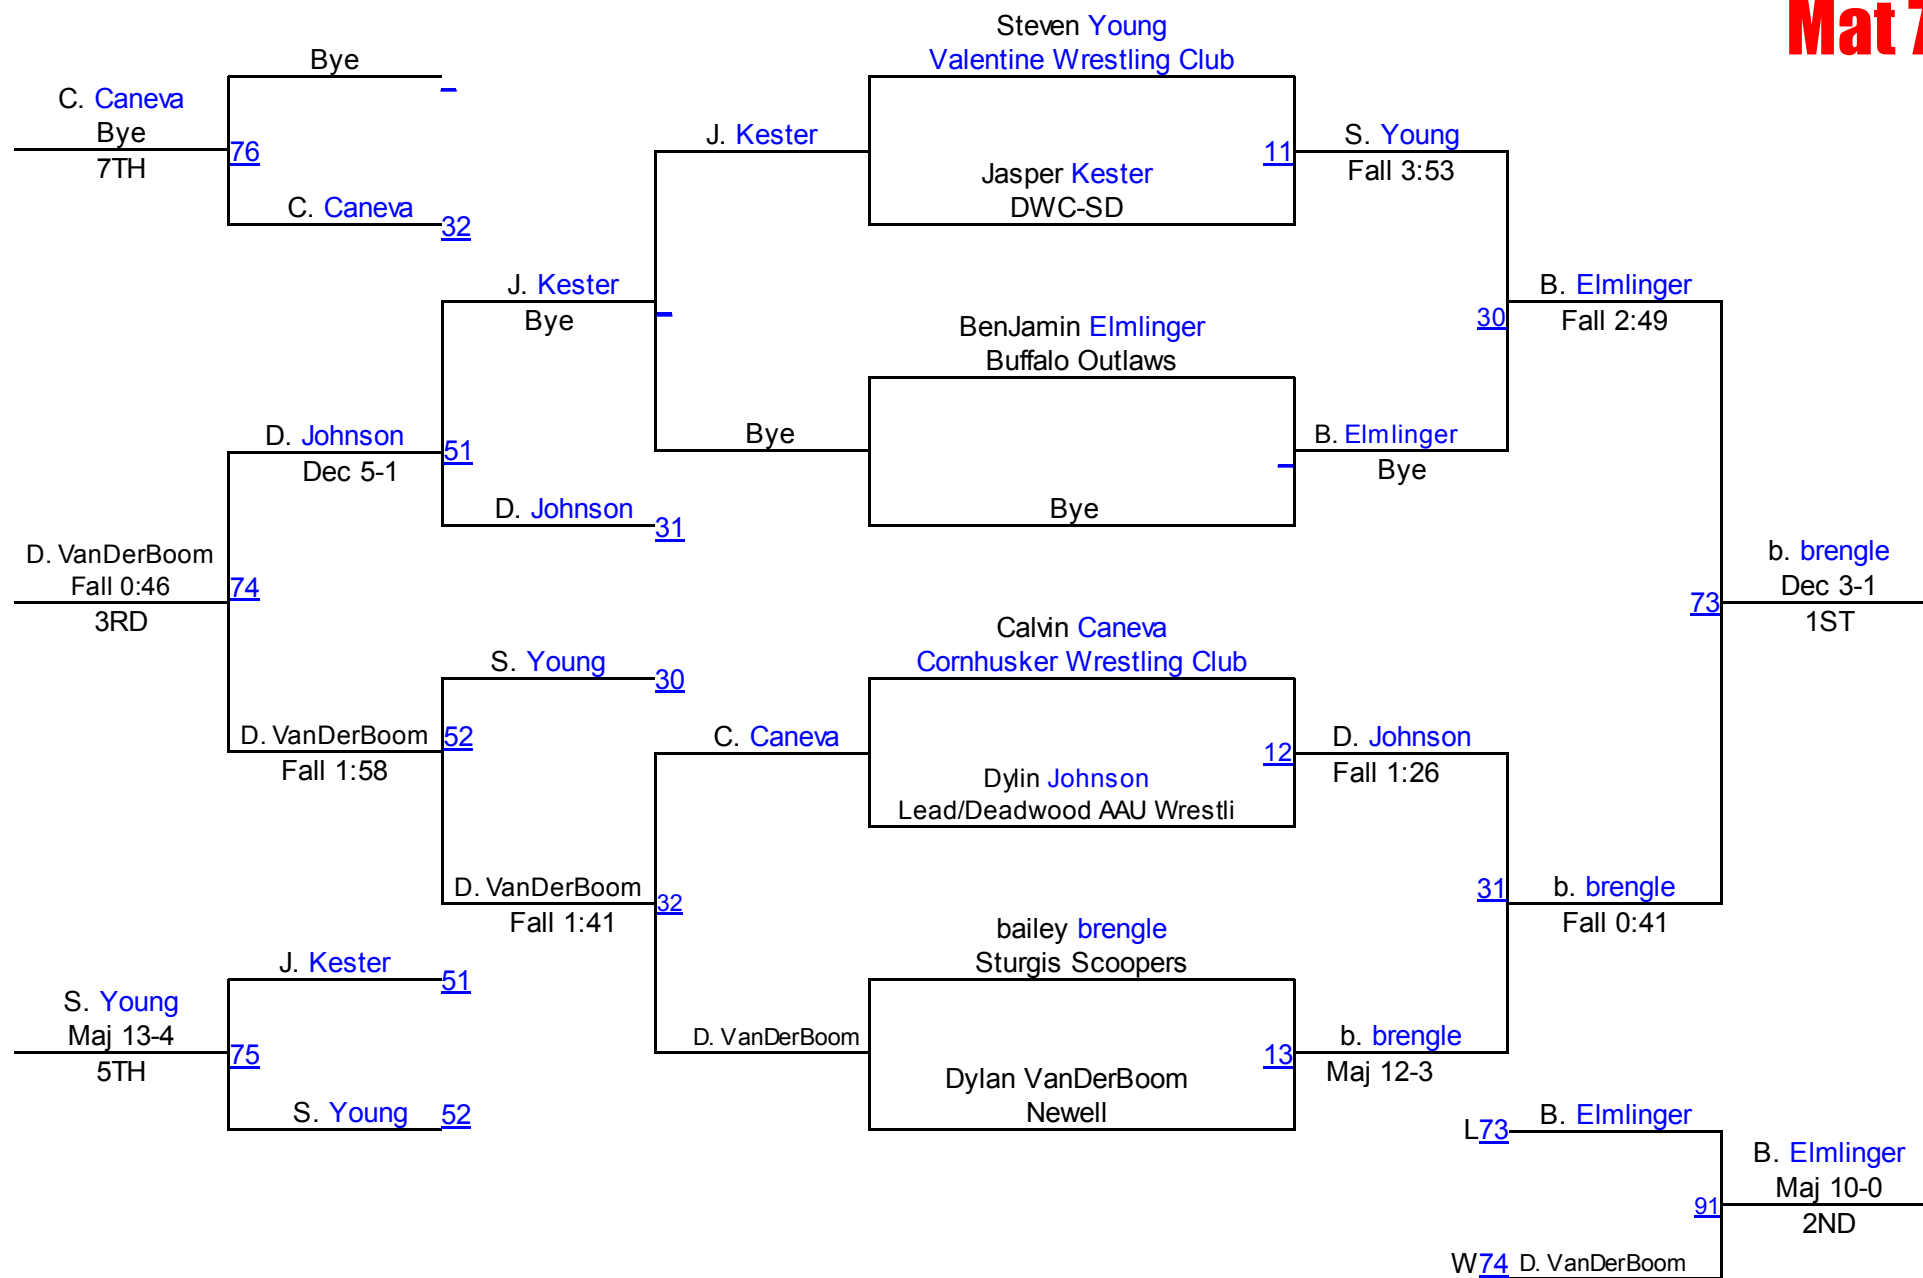 Mat 7
Steven Young
Valentine Wrestling Club
Bye
C. Caneva
Bye
76
7TH
C. Caneva
32
J. Kester
11
Jasper Kester
DWC-SD
S. Young
Fall 3:53
J. Kester
Bye
BenJamin Elmlinger
Buffalo Outlaws
30
B. Elmlinger
Fall 2:49
D. Johnson
51
Dec 5-1
Bye
B. Elmlinger
Bye
D. Johnson
31
Bye
D. VanDerBoom
Fall 0:46
74
3RD
b. brengle
Dec 3-1
73
1ST
S. Young
30
Calvin Caneva
Cornhusker Wrestling Club
D. VanDerBoom
52
Fall 1:58
C. Caneva
12
Dylin Johnson
Lead/Deadwood AAU Wrestli
D. Johnson
Fall 1:26
D. VanDerBoom
32
Fall 1:41
31
b. brengle
Fall 0:41
bailey brengle
Sturgis Scoopers
J. Kester
51
S. Young
Maj 13-4
75
5TH
D. VanDerBoom
13
b. brengle
Maj 12-3
Dylan VanDerBoom
Newell
S. Young
52
L73
B. Elmlinger
B. Elmlinger
Maj 10-0
91
2ND
W74
D. VanDerBoom